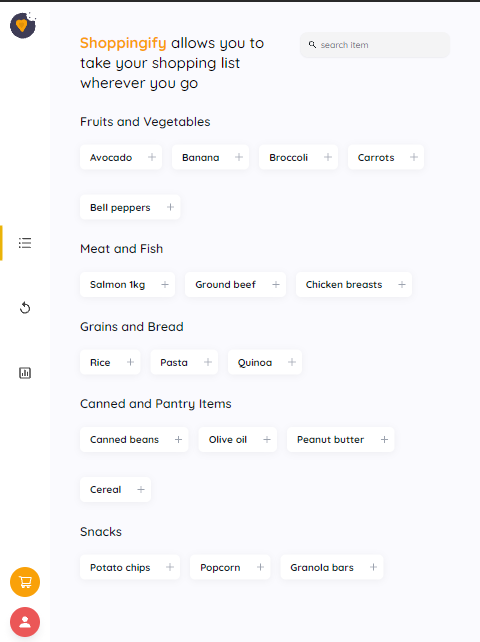 Shoppingify allows you to
take your shopping list
wherever you go
search item
Fruits and Vegetables
Avocado + Banana + Broccoli + Carrots +
Bell peppers +
Meat and Fish
Salmon 1kg + Ground beef + Chicken breasts +
Grains and Bread
Rice + Pasta + Quinoa +
Canned and Pantry Items
Canned beans + Olive oil + Peanut butter +
Cereal +
Snacks
Potato chips + Popcorn + Granola bars +